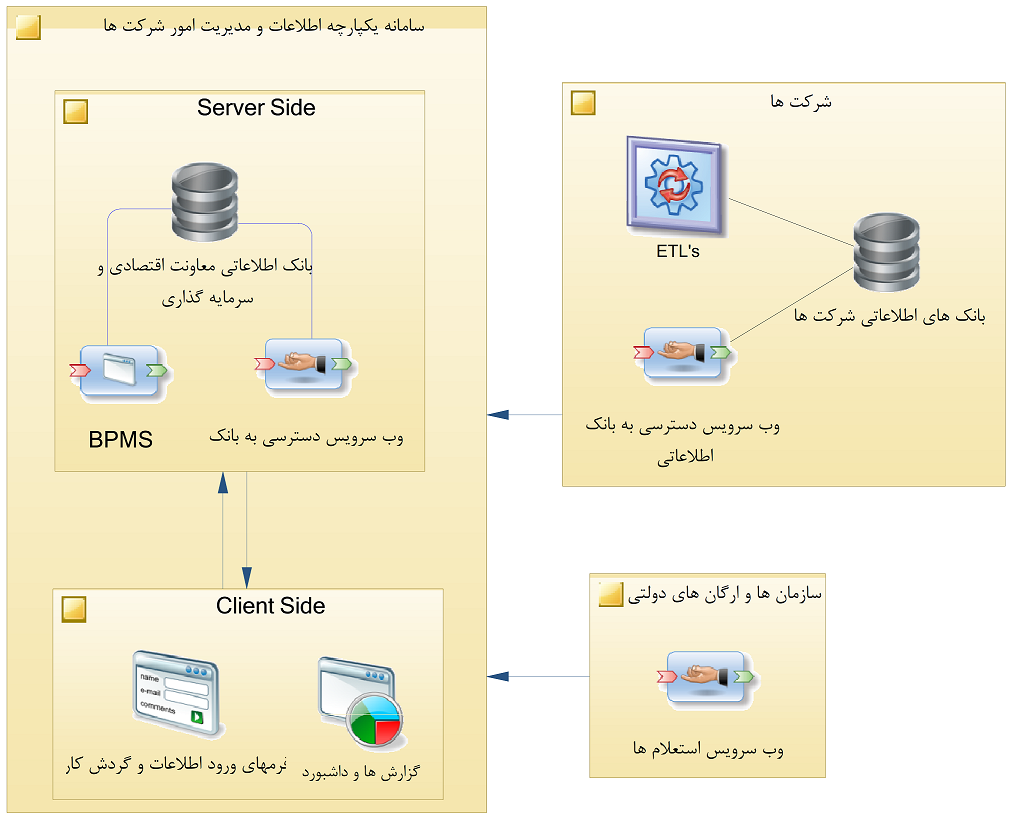 سامانه یکپارچه اطلاعات و مدیریت امور شرکت ها
Server Side
بانک اطلاعاتی معاونت اقتصادی و
سرمایه گذاری
BPMS
وب سرویس دسترسی به بانک
Client Side
name
e-mail
comments
فرمهای ورود اطلاعات و گردش کار
گزارش ها و داشبورد
شرکت ها
ETL's
بانک های اطلاعاتی شرکت ها
وب سرویس دسترسی به بانک
اطلاعاتی
سازمان ها و ارگان های دولتی
وب سرویس استعلام ها